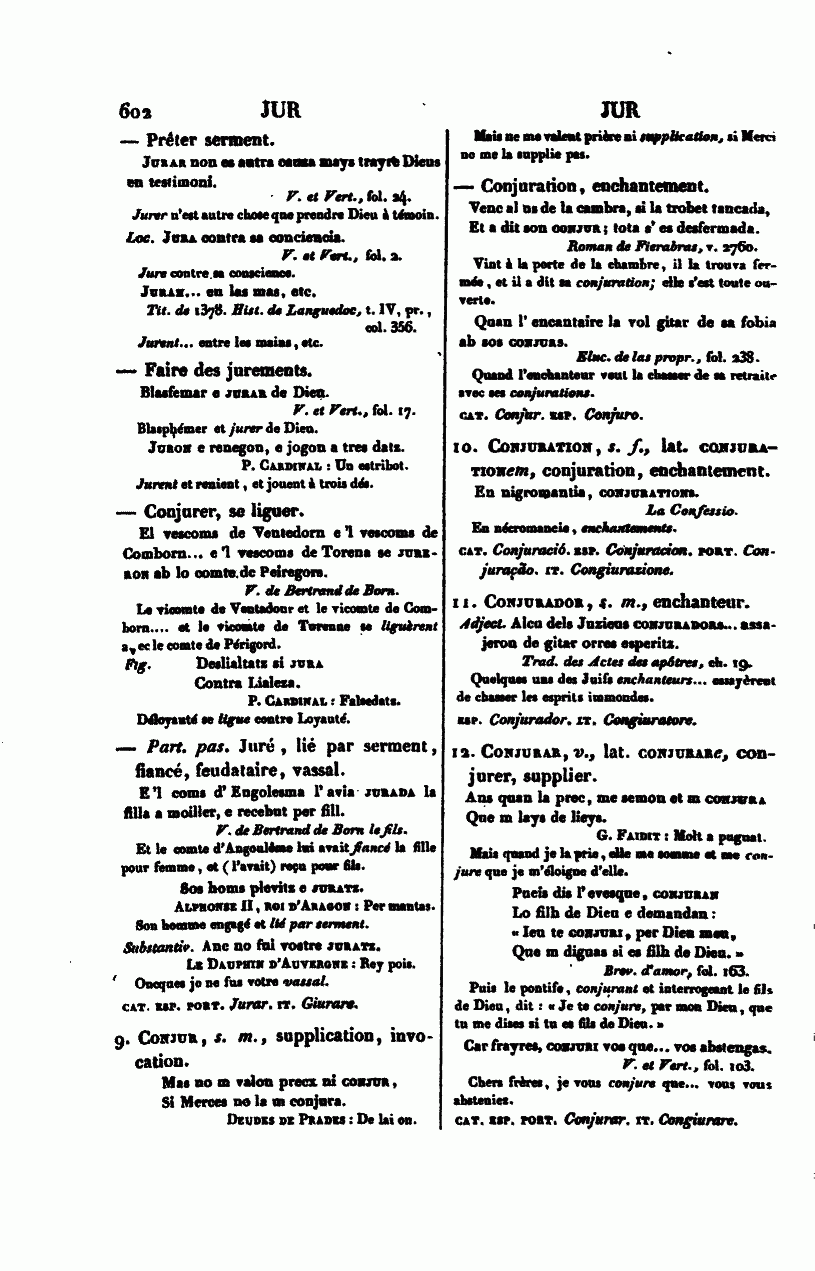 602 JUR JUR
— Prêter serment.
JURAR non es autra causa mays trayre Dieus
en testimoni.
V. et Vert., fol. 24.
Jurer n'est autre chose que prendre Dieu à témoin.
Loc. JURA contra sa conciencia.
V. et Vert., fol. 2.
Jure contre sa conscience.
JURAN... en las mas, etc.
Tit. de 1378. Hist. de Languedoc, t. IV, pr.,
col. 356.
Jurent... entre les mains, etc.
— Faire des jurements.
Blasfemar e JURAR de Dieu.
V. et Vert., fol. 17.
Blasphémer et jurer de Dieu.
JURON e renegon, e jogon a tres datz.
P. CARDINAL : Un estribot.
Jurent et renient, et jouent à trois dés.
— Conjurer, se liguer.
El vescoms de Ventedorn e 'l vescoms de
Comborn... e 'l vescoms de Torena se JURE-
RON ab lo comte de Peiregors.
V. de Bertrand de Born.
Le vicomte de Ventadour et le vicomte de Com-
born.... et le vicomte de Turenne se liguèrent
avec le comte de Périgord.
Fig. Deslialtatz si JURA
Contra Lialeza.
P. CARDINAL : Falsedatz.
Déloyauté se ligue contre Loyauté.
— Part. pas. Juré, lié par serment,
fiancé, feudataire, vassal.
E 'l coms d' Engolesma l' avia JURADA la
filla a moiller, e recebut per fill.
V. de Bertrand de Born le fils.
Et le comte d'Angoulême lui avait fiancé la fille
pour femme, et (l'avait) reçu pour fils.
Sos homs plevitz e JURATZ.
ALPHONSE II, ROI D'ARAGON : Per mantas.
Son homme engagé et lié par serment.
Substantiv. Anc no fui vostre JURATZ.
LE DAUPHIN D'AUVERGNE : Rey pois.
Oncques je ne fus votre vassal.
CAT. ESP. PORT. Jurar. IT. Giurare.
9. CONJUR, s. m., supplication, invo-
cation.
Mas no m valon precx ni CONJUR,
Si Merces no la m conjura.
DEUDES DE PRADES : De lai on.
Mais ne me valent prière ni supplication, si Merci
no me la supplie pas.
— Conjuration, enchantement.
Venc al us de la cambra, si la trobet tancada,
Et a dit son CONJUR; tota s' es desfermada.
Roman de Fierabras, v. 2760.
Vint à la porte de la chambre, il la trouva fer-
mée, et il a dit sa conjuration; elle s'est toute ou-
verte.
Quan l' encantaire la vol gitar de sa fobia
ab sos CONJURS.
Eluc. de las propr., fol. 238.
Quand l'enchanteur veut la chasser de sa retraite
avec ses conjurations.
CAT. Conjur. ESP. Conjuro.
10. CONJURATION, s. f., lat. CONJURA-
TIONem, conjuration, enchantement.
En nigromantia, CONJURATIONS.
La Confessio.
En nécromancie, enchantements.
CAT. Conjuració. ESP. Conjuracion. PORT. Con-
juração. IT. Congiurazione.
11. CONJURADOR, s. m., enchanteur.
Adject. Alcu dels Juzieus CONJURADORS... assa-
jeron de gitar orres esperitz.
Trad. des Actes des apôtres, ch. 19.
Quelques uns des Juifs enchanteurs... essayèrent
de chasser les esprits immondes.
ESP. Conjurador. IT. Congiuratore.
12. CONJURAR, v., lat. CONJURARe, con-
jurer, supplier.
Ans quan la prec, me semon et m CONJURA
Que m lays de lieys.
G. FAIDIT : Molt a pugnat.
Mais quand je la prie, elle me somme et me con-
jure que je m'éloigne d'elle.
Pueis dis l' evesque, CONJURAN
Lo filh de Dieu e demandan :
« Ieu te CONJURI, per Dieu meu,
Que m diguas si es filh de Dieu. »
Brev. d'amor, fol. 163.
Puis le pontife, conjurant et interrogeant le fils
de Dieu, dit : « Je te conjure, par mon Dieu, que
tu me dises si tu es fils de Dieu. »
Car frayres, CONJURI vos que... vos abstengas.
V. et Vert., fol. 103.
Chers frères, je vous conjure que... vous vous
absteniez.
CAT. ESP. PORT. Conjurar. IT. Congiurare.